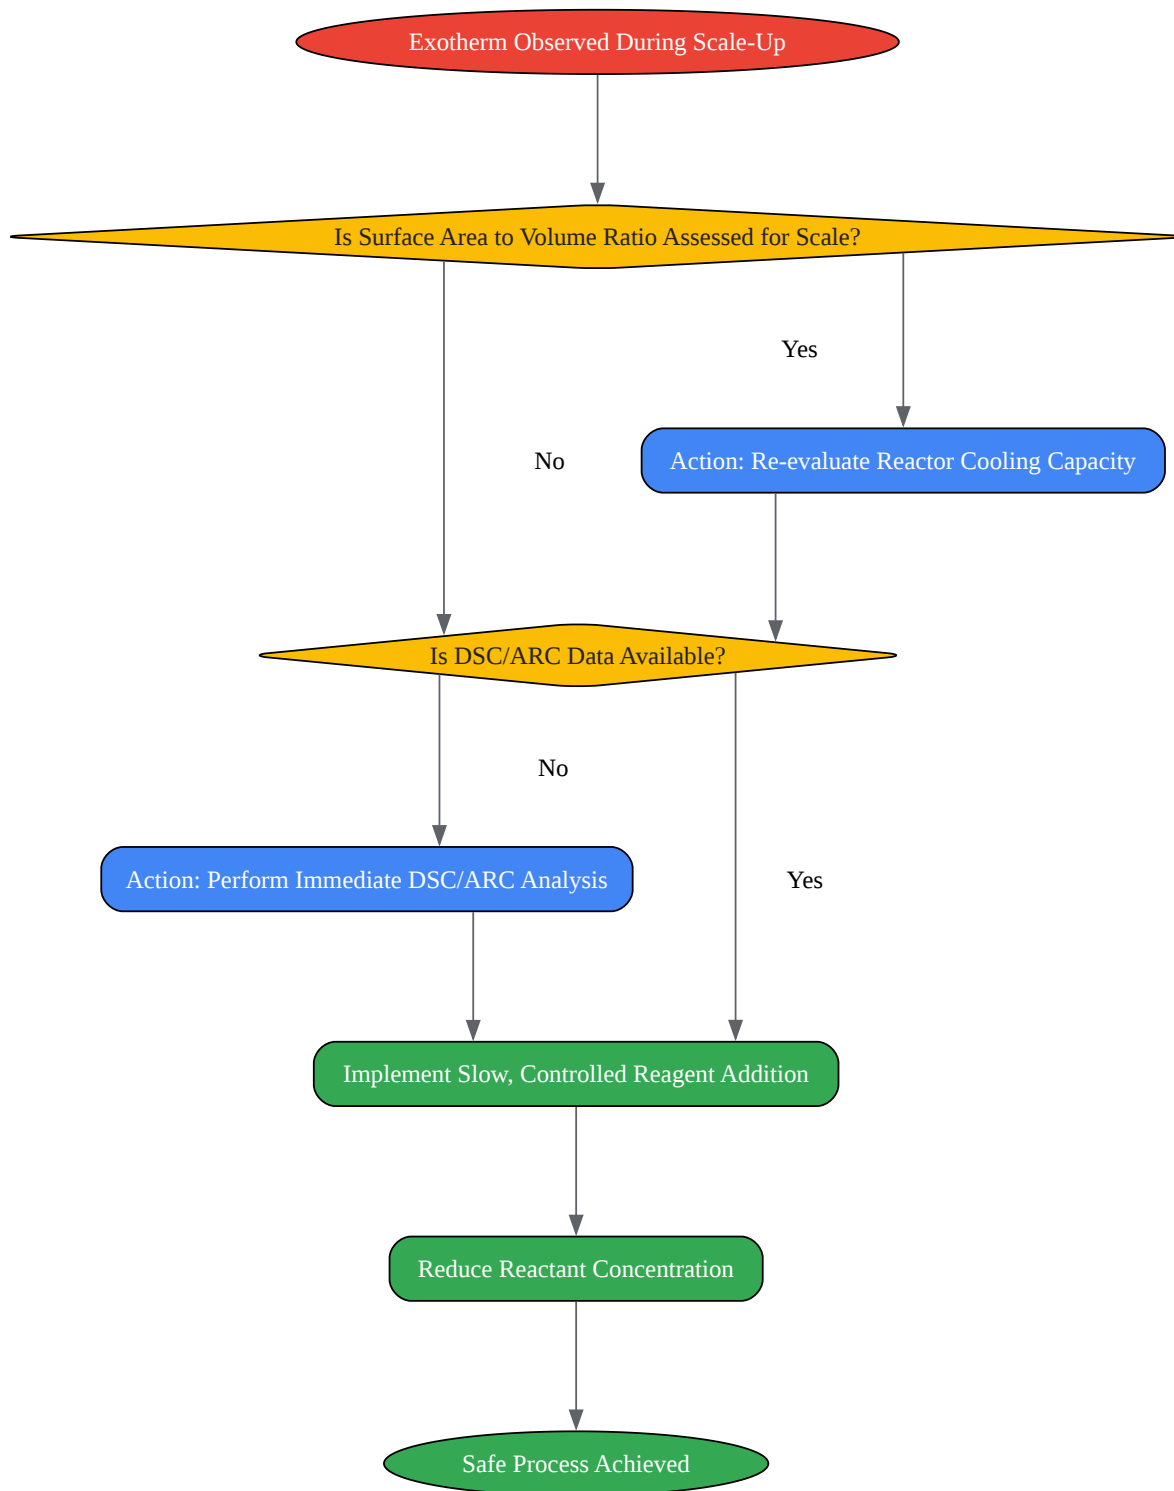 Exotherm Observed During Scale-Up
Is Surface Area to Volume Ratio Assessed for Scale?
Yes
No
Action: Re-evaluate Reactor Cooling Capacity
Is DSC/ARC Data Available?
No
Action: Perform Immediate DSC/ARC Analysis
Yes
Implement Slow, Controlled Reagent Addition
Reduce Reactant Concentration
Safe Process Achieved